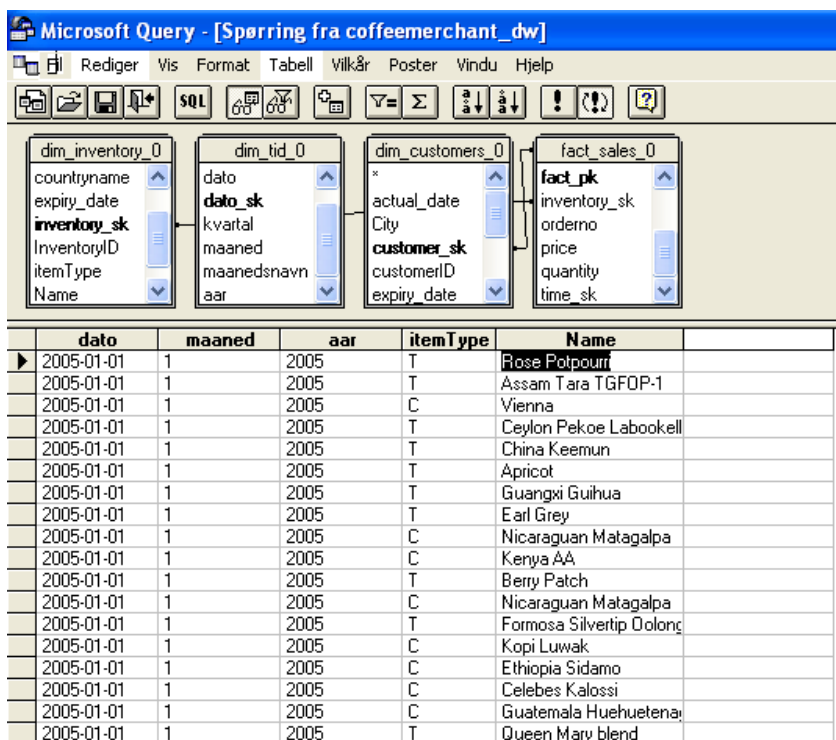 Microsoft Query - [Spørring fra coffeemerchant_dw]
Fil Rediger Vis Format Tabell Vilkår Poster Vindu Hjelp
SQL
dim_inventory_0
countryname
expiry_date
inventory_sk
InventoryID
itemType
Name
dim_tid_0
dato
dato_sk
kvartal
maaned
maanedsnavn
aar
dim_customers_0
*
actual_date
City
customer_sk
customerID
expiry_date
fact_sales_0
fact_pk
inventory_sk
orderno
price
quantity
time_sk
dato maaned aar itemType Name
2005-01-01 1 2005 T Rose Potpourri
2005-01-01 1 2005 T Assam Tara TGFOP-1
2005-01-01 1 2005 C Vienna
2005-01-01 1 2005 T Ceylon Pekoe Labookell
2005-01-01 1 2005 T China Keemun
2005-01-01 1 2005 T Apricot
2005-01-01 1 2005 T Guangxi Guihua
2005-01-01 1 2005 T Earl Grey
2005-01-01 1 2005 C Nicaraguan Matagalpa
2005-01-01 1 2005 C Kenya AA
2005-01-01 1 2005 T Berry Patch
2005-01-01 1 2005 C Nicaraguan Matagalpa
2005-01-01 1 2005 T Formosa Silvertip Oolong
2005-01-01 1 2005 C Kopi Luwak
2005-01-01 1 2005 C Ethiopia Sidamo
2005-01-01 1 2005 C Celebes Kalossi
2005-01-01 1 2005 C Guatemala Huehuetena
2005-01-01 1 2005 T Queen Mary blend